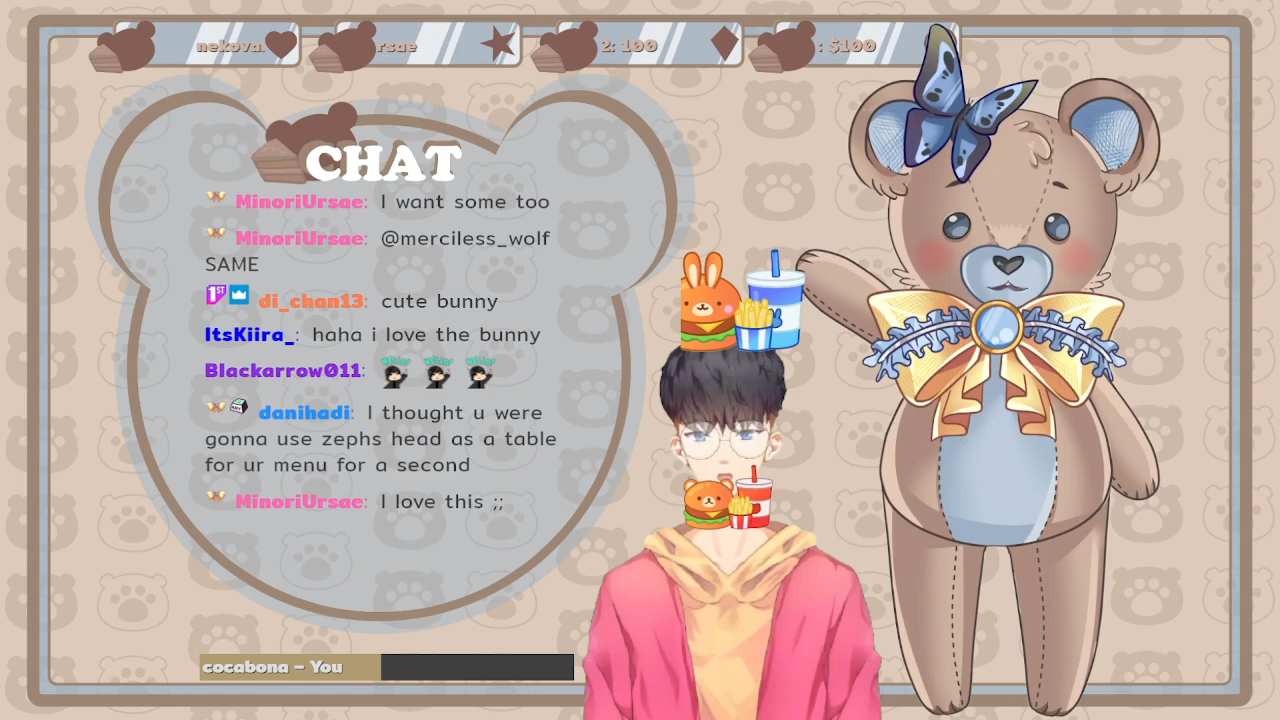 rsae
2: 100
: $100
CHAT
MinoriUrsae: I want some too
MinoriUrsae: @merciless_wolf
SAME
1ST di_chan13: cute bunny
ItsKiira_: haha i love the bunny
Blackarrow011:
danihadi: I thought u were
gonna use zephs head as a table
for ur menu for a second
MinoriUrsae: I love this ;;
cocabona - You